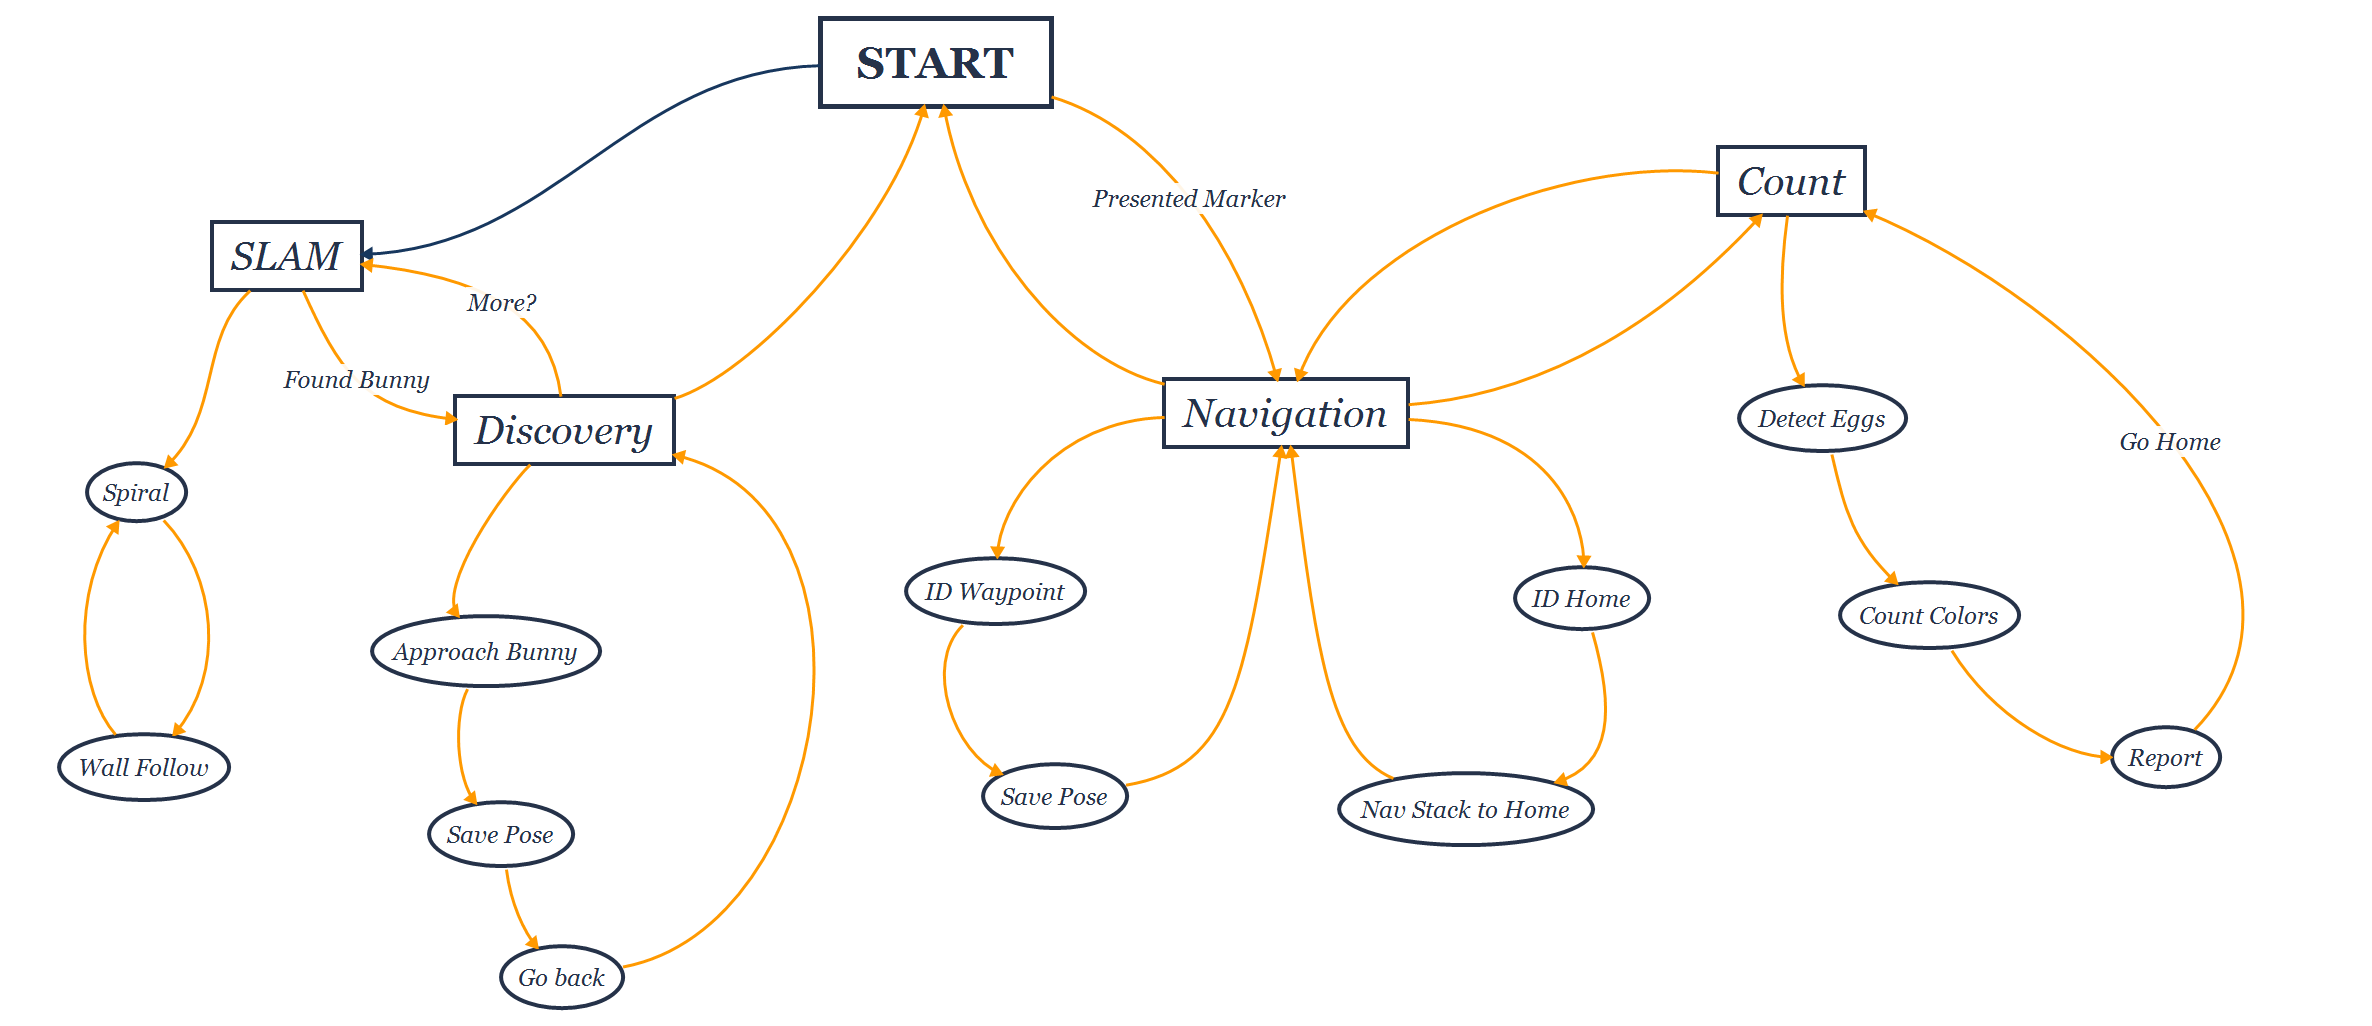 START
Count
Presented Marker
SLAM
More?
Found Bunny
Discovery
Navigation
Detect Eggs
Go Home
Spiral
ID Waypoint
ID Home
Count Colors
Approach Bunny
Wall Follow
Report
Save Pose
Nav Stack to Home
Save Pose
Go back